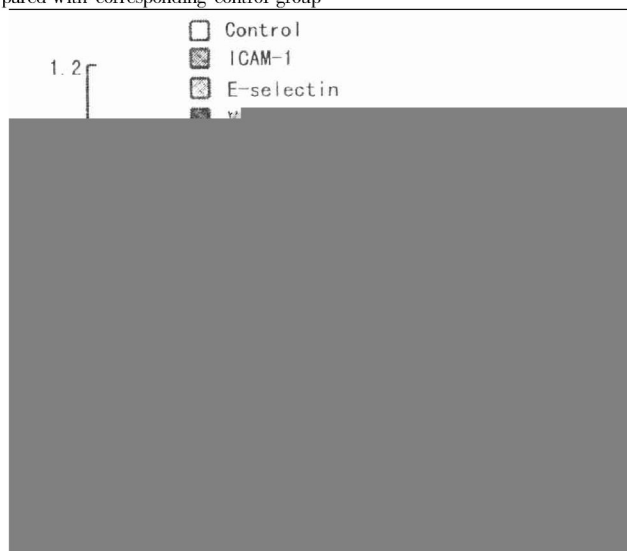 pared with corresponding control group
Control
1.2
ICAM-1
E-selectin